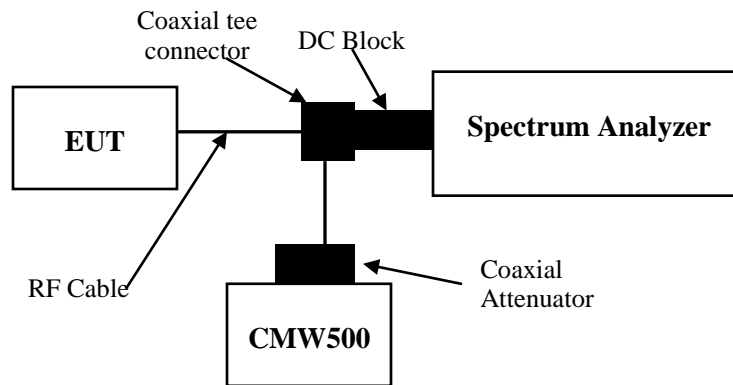 Coaxial tee
connector
DC Block
EUT
Spectrum Analyzer
RF Cable
Coaxial
Attenuator
CMW500